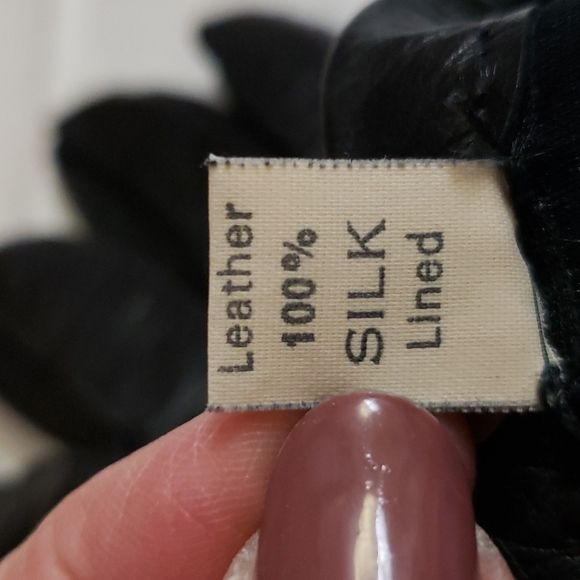 Leather
100%
SILK
Lined